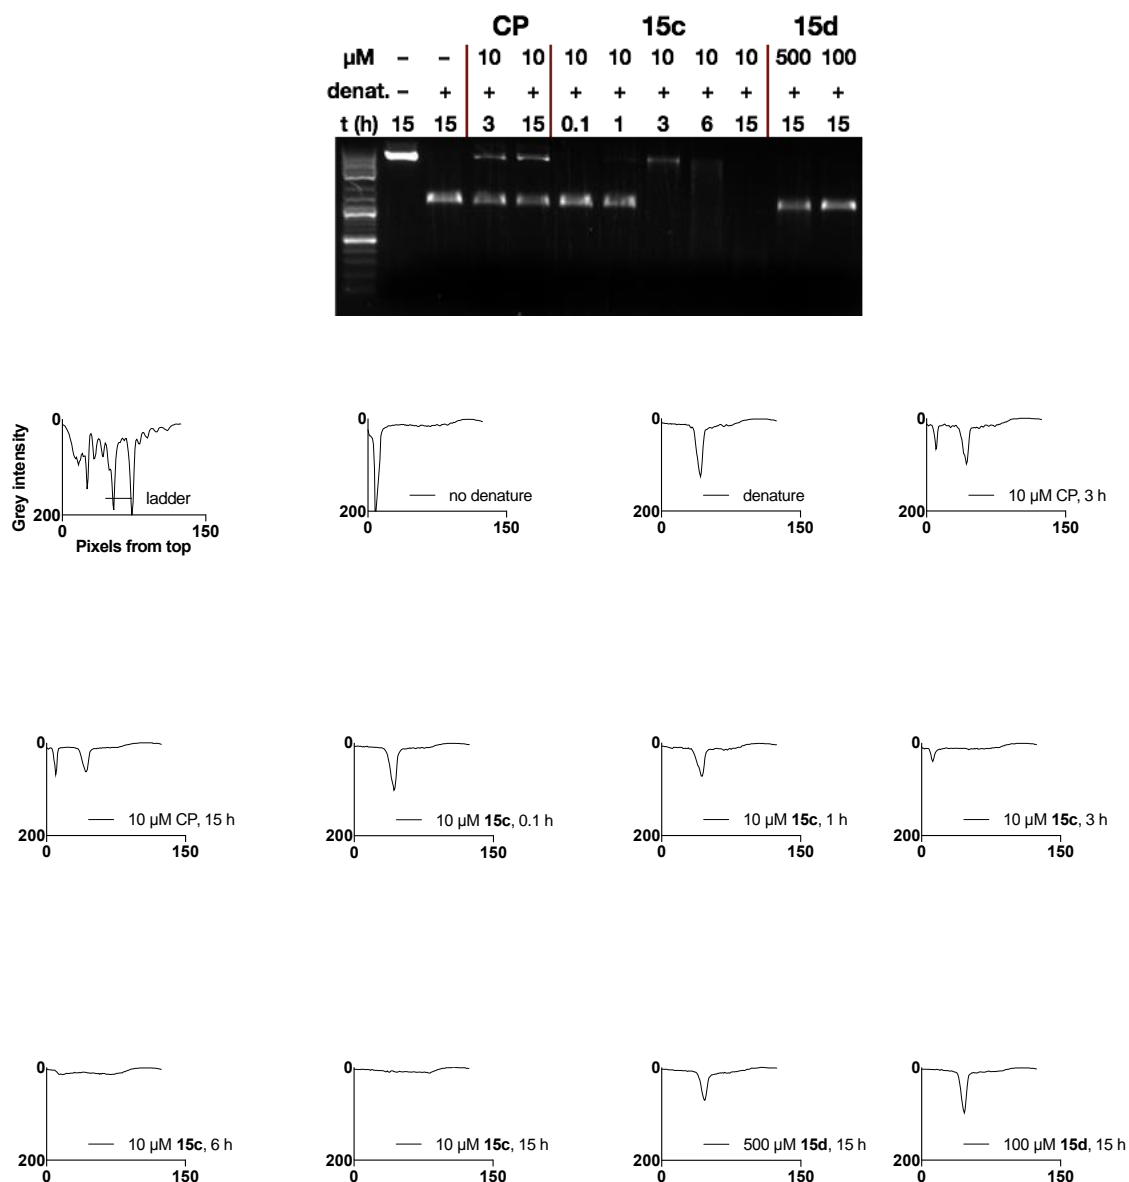 CP 15c 15d
µM – – 10 10 10 10 10 10 10 500 100
denat. – + + + + + + + + + +
t (h) 15 15 3 15 0.1 1 3 6 15 15 15
0 0 0 0
Grey intensity
ladder no denature denature 10 µM CP, 3 h
200 200 200 200
0 150 0 150 0 150 0 150
Pixels from top
0 0 0 0
10 µM CP, 15 h 10 µM 15c, 0.1 h 10 µM 15c, 1 h 10 µM 15c, 3 h
200 200 200 200
0 150 0 150 0 150 0 150
0 0 0 0
10 µM 15c, 6 h 10 µM 15c, 15 h 500 µM 15d, 15 h 100 µM 15d, 15 h
200 200 200 200
0 150 0 150 0 150 0 150